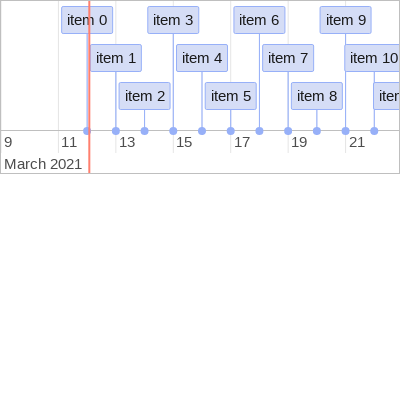 item 0 item 3 item 6 item 9
item 1 item 4 item 7 item 10
item 2 item 5 item 8
9 11 13 15 17 19 21
March 2021